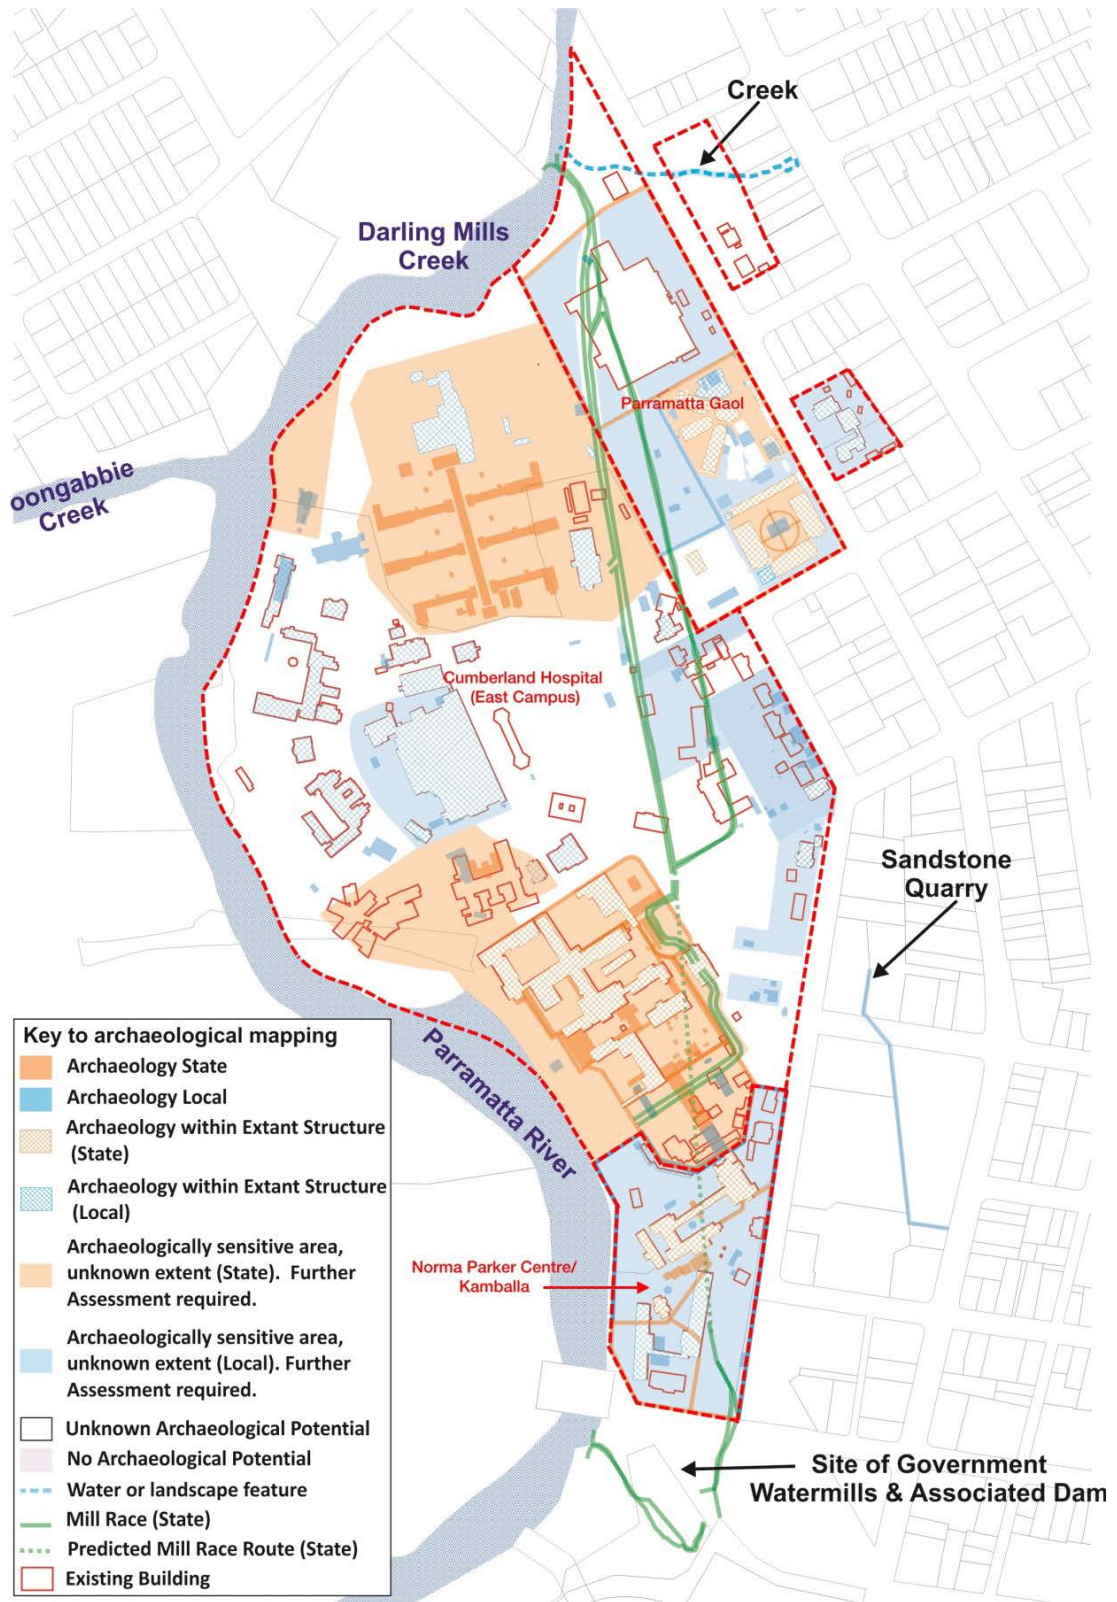 Creek
Darling Mills
Creek
Parramatta Gaol
oongabbie
Creek
Cumberland Hospital
(East Campus)
Sandstone
Quarry
Parramatta River
Norma Parker Centre/
Kamballa
Site of Government
Watermills & Associated Dam
Key to archaeological mapping
Archaeology State
Archaeology Local
Archaeology within Extant Structure
(State)
Archaeology within Extant Structure
(Local)
Archaeologically sensitive area,
unknown extent (State). Further
Assessment required.
Archaeologically sensitive area,
unknown extent (Local). Further
Assessment required.
Unknown Archaeological Potential
No Archaeological Potential
Water or landscape feature
Mill Race (State)
Predicted Mill Race Route (State)
Existing Building